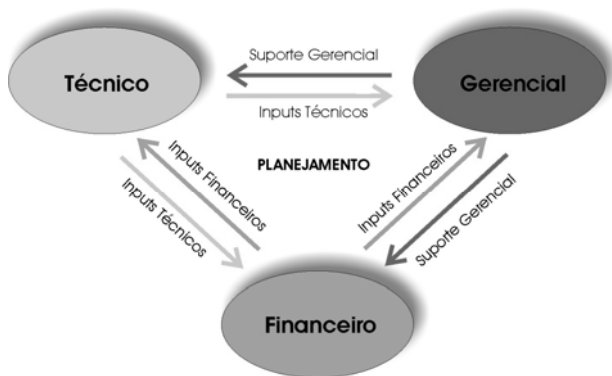 Suporte Gerencial
Técnico
Gerencial
Inputs Técnicos
PLANEJAMENTO
Inputs Financeiros
Inputs Técnicos
Inputs Financeiros
Suporte Gerencial
Financeiro